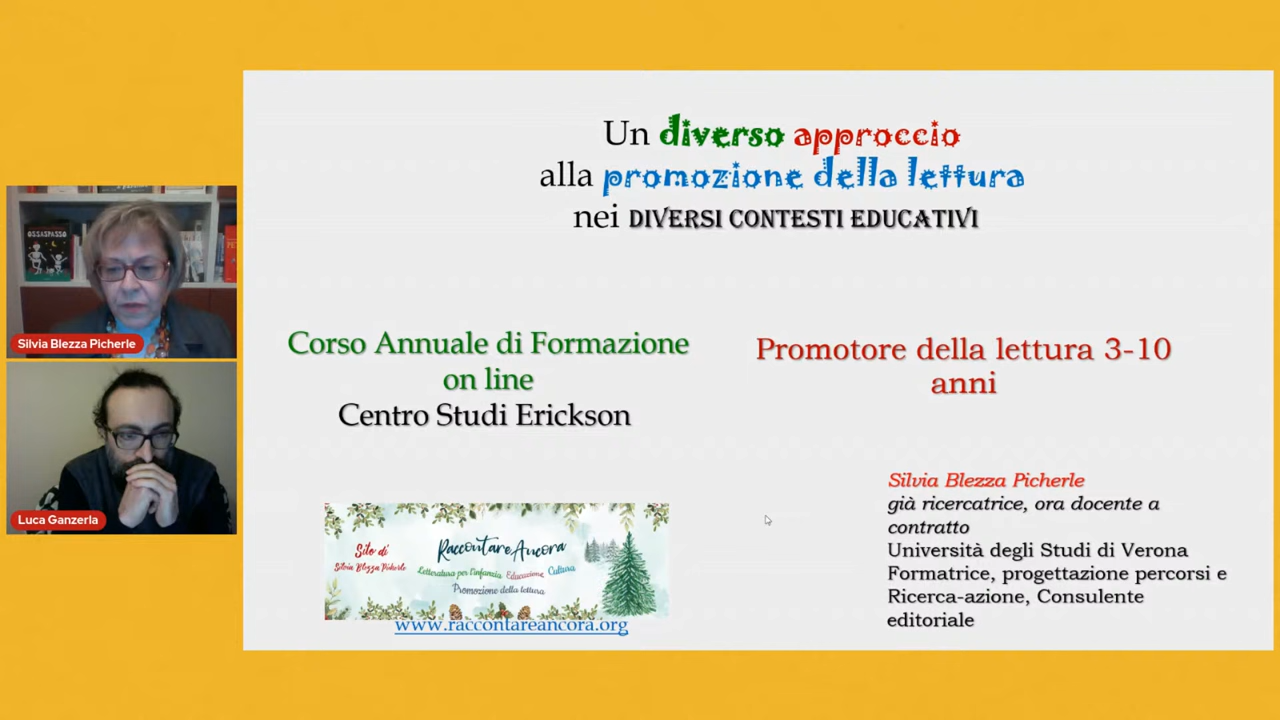 Un diverso approccio
alla promozione della lettura
nei DIVERSI CONTESTI EDUCATIVI
OSSASPASSO
Silvia Blezza Picherle
Luca Ganzerla
Corso Annuale di Formazione
on line
Centro Studi Erickson
Promotore della lettura 3-10
anni
Sito di
Silvia Blezza Picherle
RaccontareAncora
Letteratura per l'infanzia Educazione Cultura
Promozione della lettura
www.raccontareancora.org
Silvia Blezza Picherle
già ricercatrice, ora docente a
contratto
Università degli Studi di Verona
Formatrice, progettazione percorsi e
Ricerca-azione, Consulente
editoriale